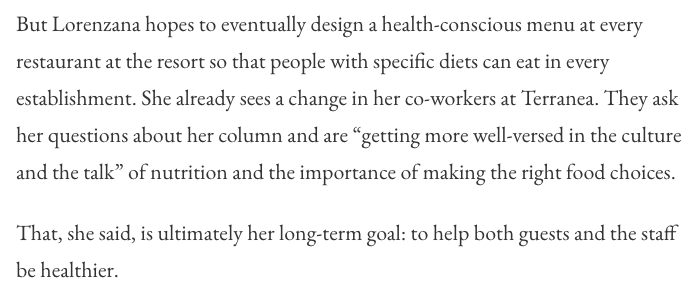 But Lorenzana hopes to eventually design a health-conscious menu at every
restaurant at the resort so that people with specific diets can eat in every
establishment. She already sees a change in her co-workers at Terranea. They ask
her questions about her column and are “getting more well-versed in the culture
and the talk” of nutrition and the importance of making the right food choices.
That, she said, is ultimately her long-term goal: to help both guests and the staff
be healthier.